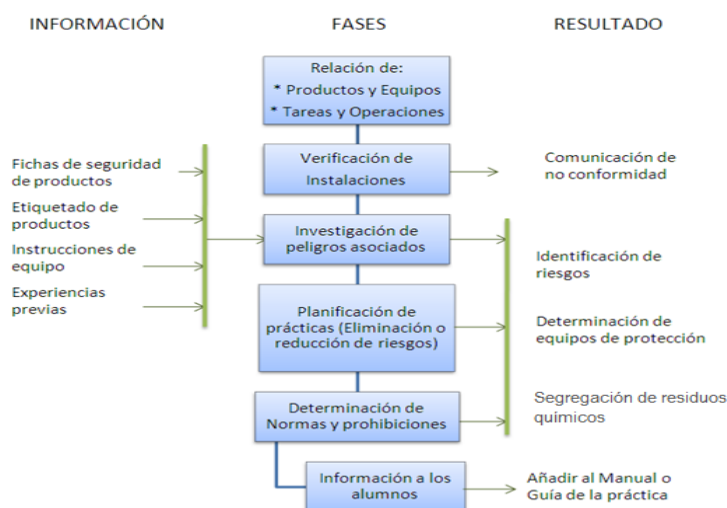 INFORMACIÓN
FASES
RESULTADO
Relación de:
* Productos y Equipos
* Tareas y Operaciones
Verificación de
Instalaciones
Comunicación de
no conformidad
Fichas de seguridad
de productos
Etiquetado de
productos
Instrucciones de
equipo
Experiencias
previas
Investigación de
peligros asociados
Identificación de
riesgos
Planificación de
prácticas (Eliminación o
reducción de riesgos)
Determinación de
equipos de protección
Determinación de
Normas y prohibiciones
Segregación de residuos
químicos
Información a los
alumnos
Añadir al Manual o
Guía de la práctica